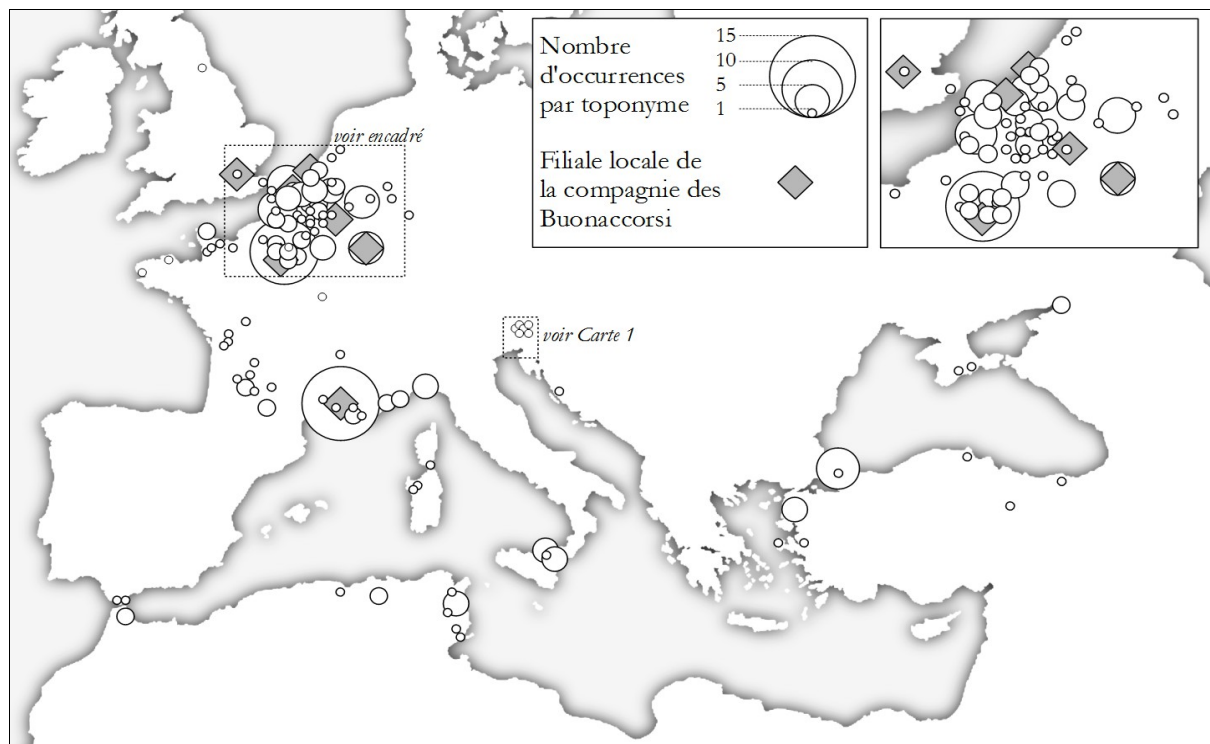 Nombre
d'occurrences
par toponyme
15
10
5
1
Filiale locale de
la compagnie des
Buonaccorsi
voir encadré
voir Carte 1